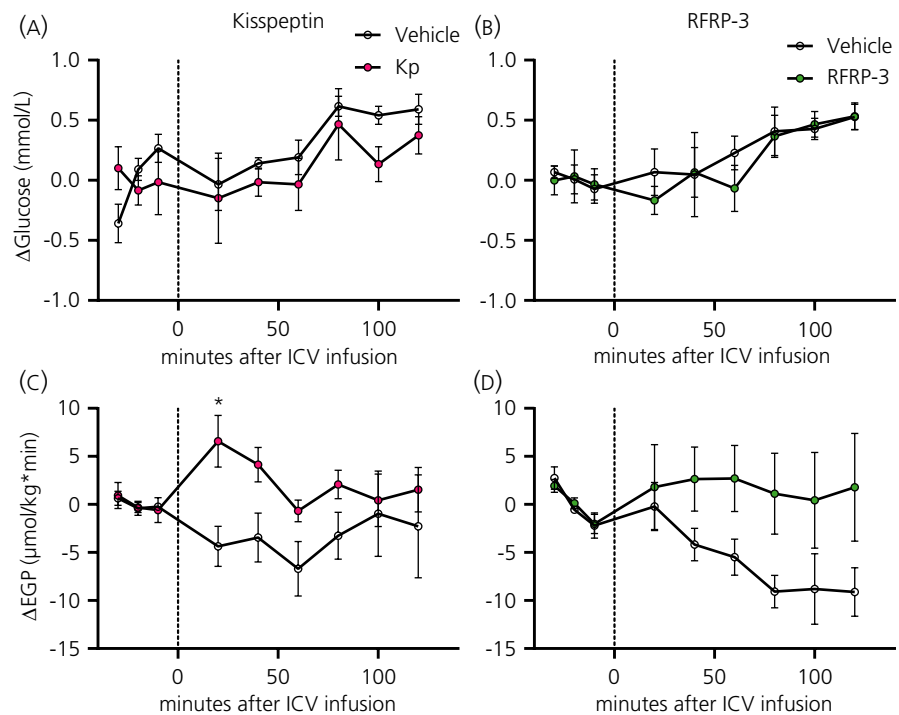 (A)
Kisspeptin
Vehicle
Kp
ΔGlucose (mmol/L)
1.0
0.5
0.0
-0.5
-1.0
0
50
100
minutes after ICV infusion
(B)
RFRP-3
Vehicle
RFRP-3
1.0
0.5
0.0
-0.5
-1.0
0
50
100
minutes after ICV infusion
(C)
*
ΔEGP (µmol/kg*min)
10
5
0
-5
-10
-15
0
50
100
minutes after ICV infusion
(D)
10
5
0
-5
-10
-15
0
50
100
minutes after ICV infusion